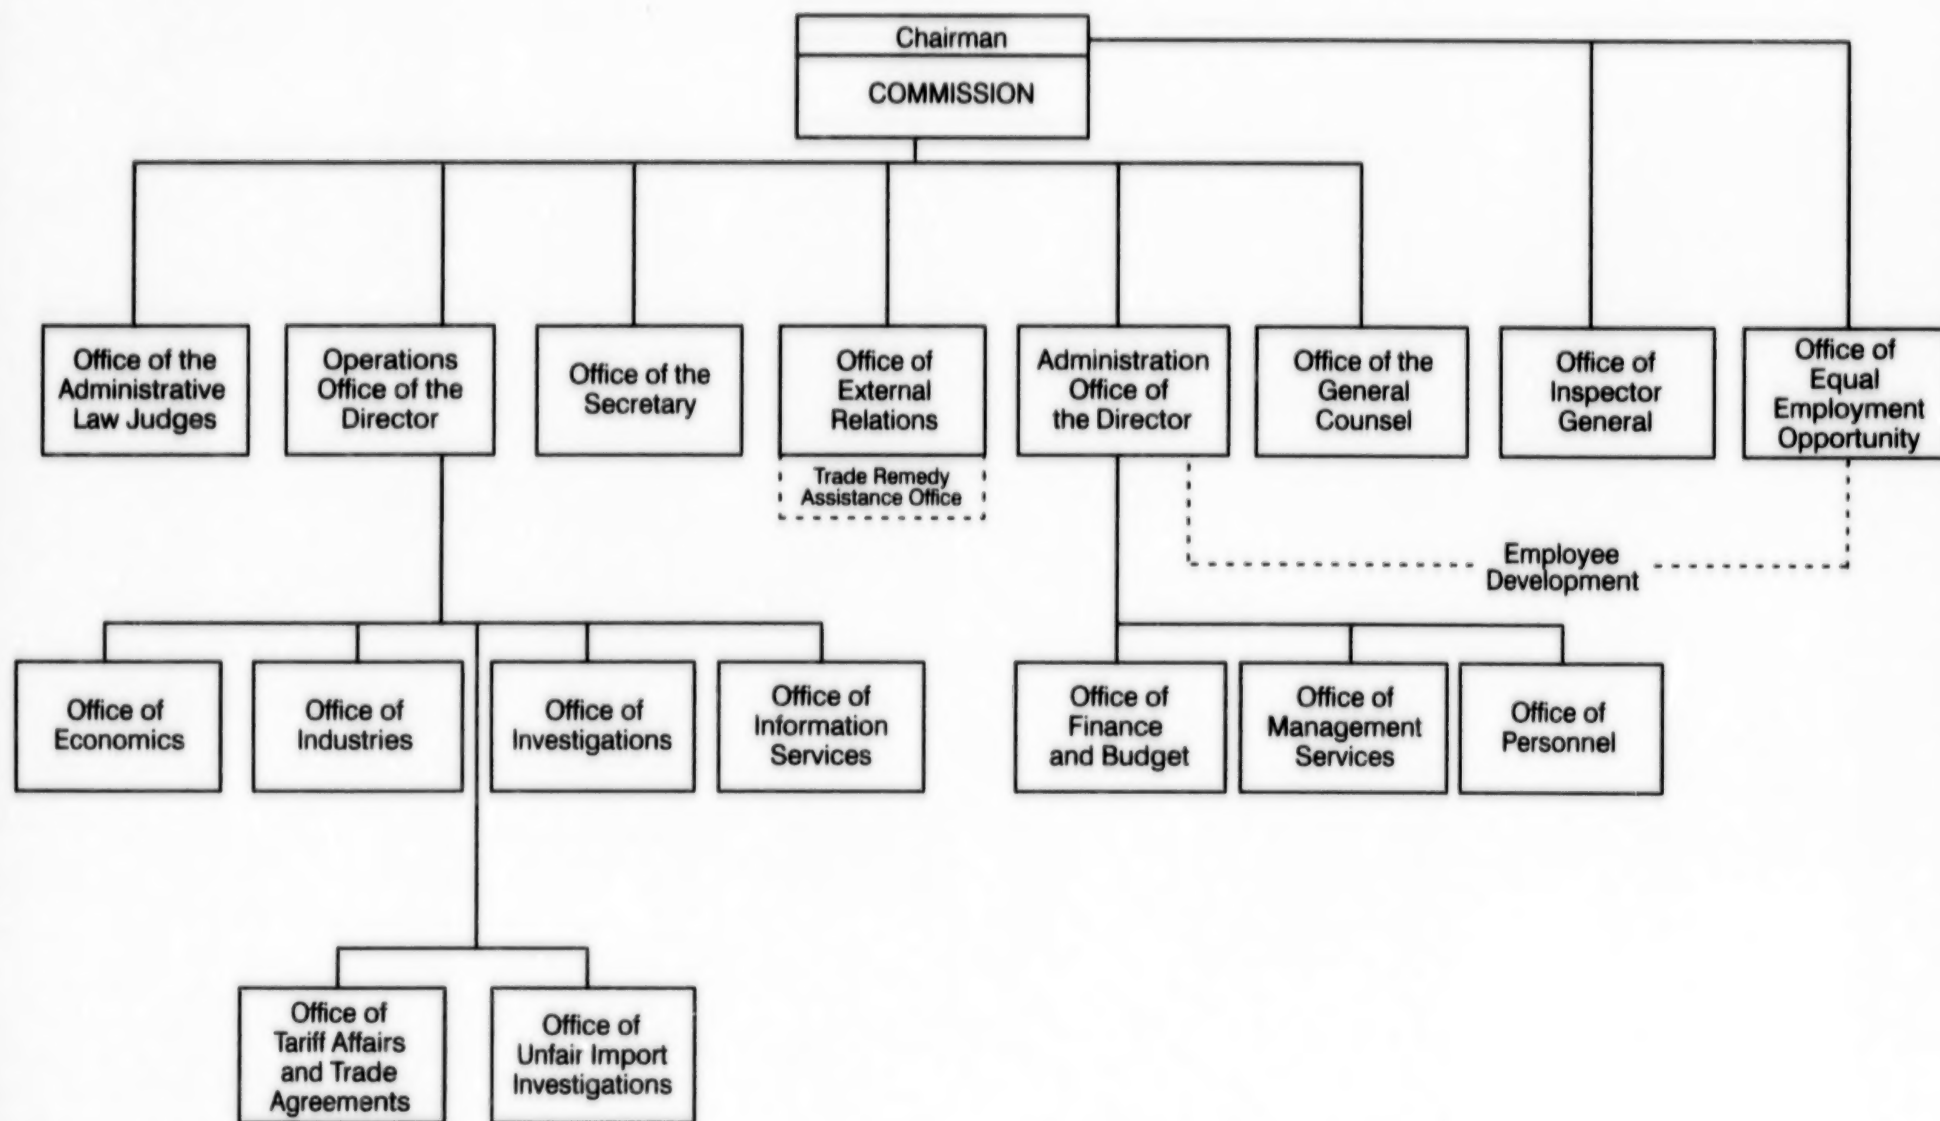 Chairman
COMMISSION
Office of the
Administrative
Law Judges
Operations
Office of the
Director
Office of the
Secretary
Office of
External
Relations
Trade Remedy
Assistance Office
Administration
Office of
the Director
Office of the
General
Counsel
Office of
Inspector
General
Office of
Equal
Employment
Opportunity
Employee
Development
Office of
Economics
Office of
Industries
Office of
Investigations
Office of
Information
Services
Office of
Finance
and Budget
Office of
Management
Services
Office of
Personnel
Office of
Tariff Affairs
and Trade
Agreements
Office of
Unfair Import
Investigations